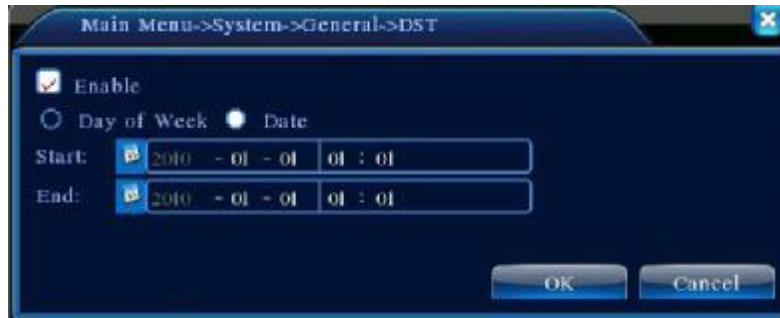 Main Menu->System->General->DST
Enable
Day of Week Date
Start: 2010 - 01 - 01 01 : 01
End: 2010 - 01 - 01 01 : 01
OK Cancel